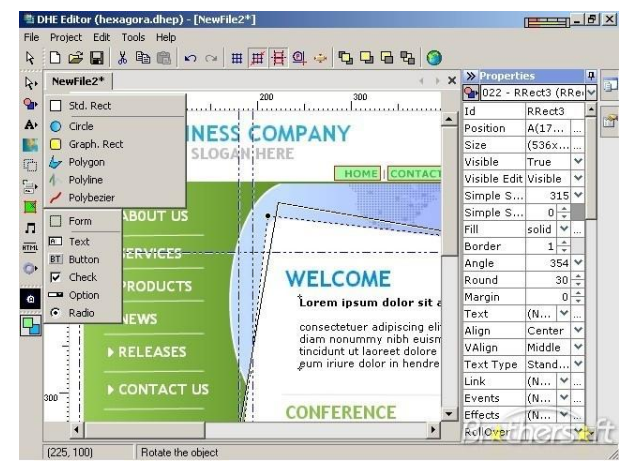 DHE Editor (hexagora.dhep) - [NewFile2*]
File Project Edit Tools Help
NewFile2*
Std. Rect
Circle
Graph. Rect
Polygon
Polyline
Polybezier
Form
A Text
BT Button
Check
Option
Radio
A
HTML
200 300
300
INESS COMPANY
SLOGAN HERE
HOME | CONTACT
ABOUT US
SERVICES
PRODUCTS
NEWS
RELEASES
CONTACT US
WELCOME
Lorem ipsum dolor sit a
consectetuer adipiscing eli
diam nonummy nibh euism
tincidunt ut laoreet dolore
eum iriure dolor in hendre
CONFERENCE
Properties
022 - RRect3 (RRe
Id RRect3
Position A(17... ...
Size (536x... ...
Visible True
Visible Edit Visible
Simple S... 315
Simple S... 0
Fill solid ...
Border 1
Angle 354
Round 30
Margin 0
Text (N... ...
Align Center
VAlign Middle
Text Type Stand...
Link (N... ...
Events (N... ...
Effects (N... ...
RollOver
Brothersoft
(225, 100) Rotate the object